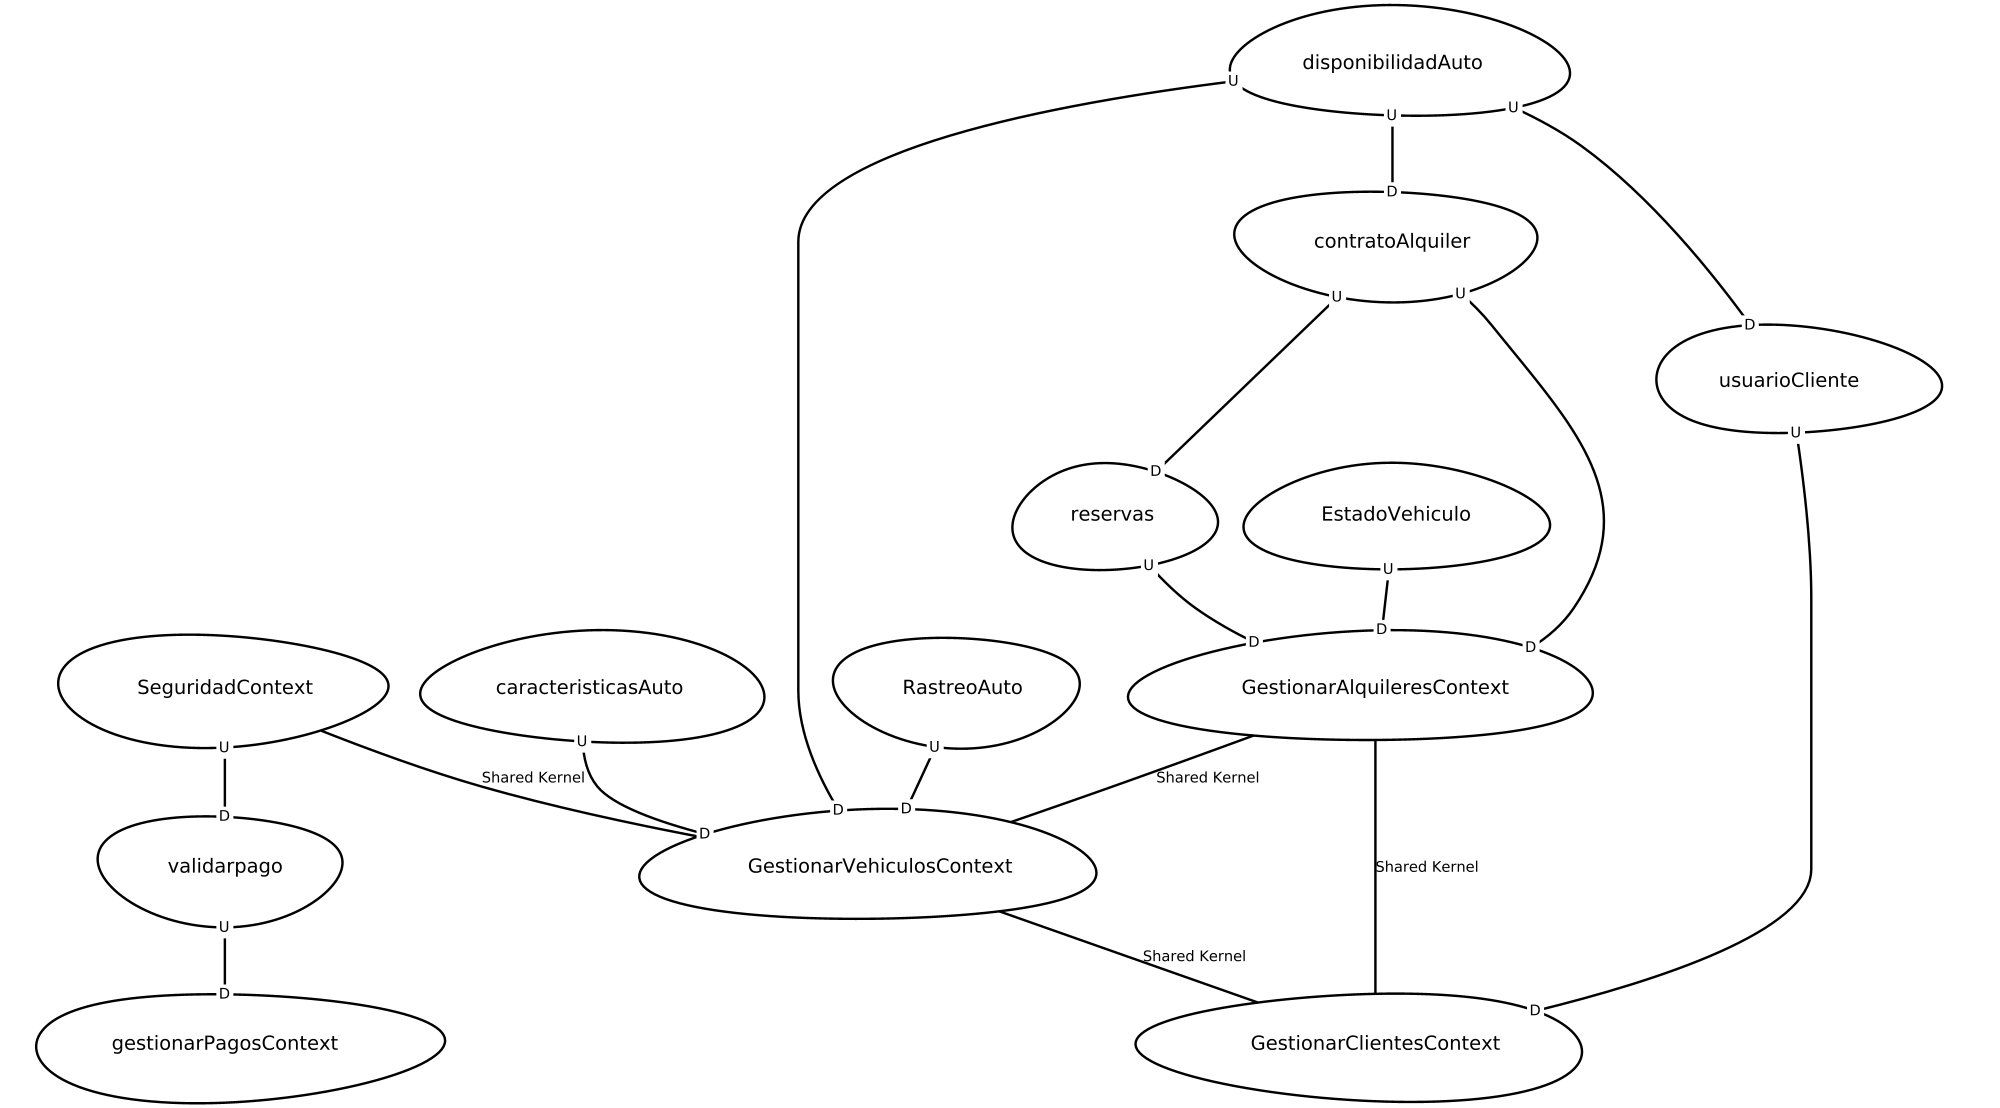 disponibilidadAuto
U
U
U
D
contratoAlquiler
U
U
D
usuarioCliente
U
D
reservas
EstadoVehiculo
U
U
D
D
D
SeguridadContext
caracteristicasAuto
RastreoAuto
GestionarAlquileresContext
U
U
U
Shared Kernel
Shared Kernel
D
D
D
D
validarpago
GestionarVehiculosContext
Shared Kernel
U
Shared Kernel
D
D
gestionarPagosContext
GestionarClientesContext